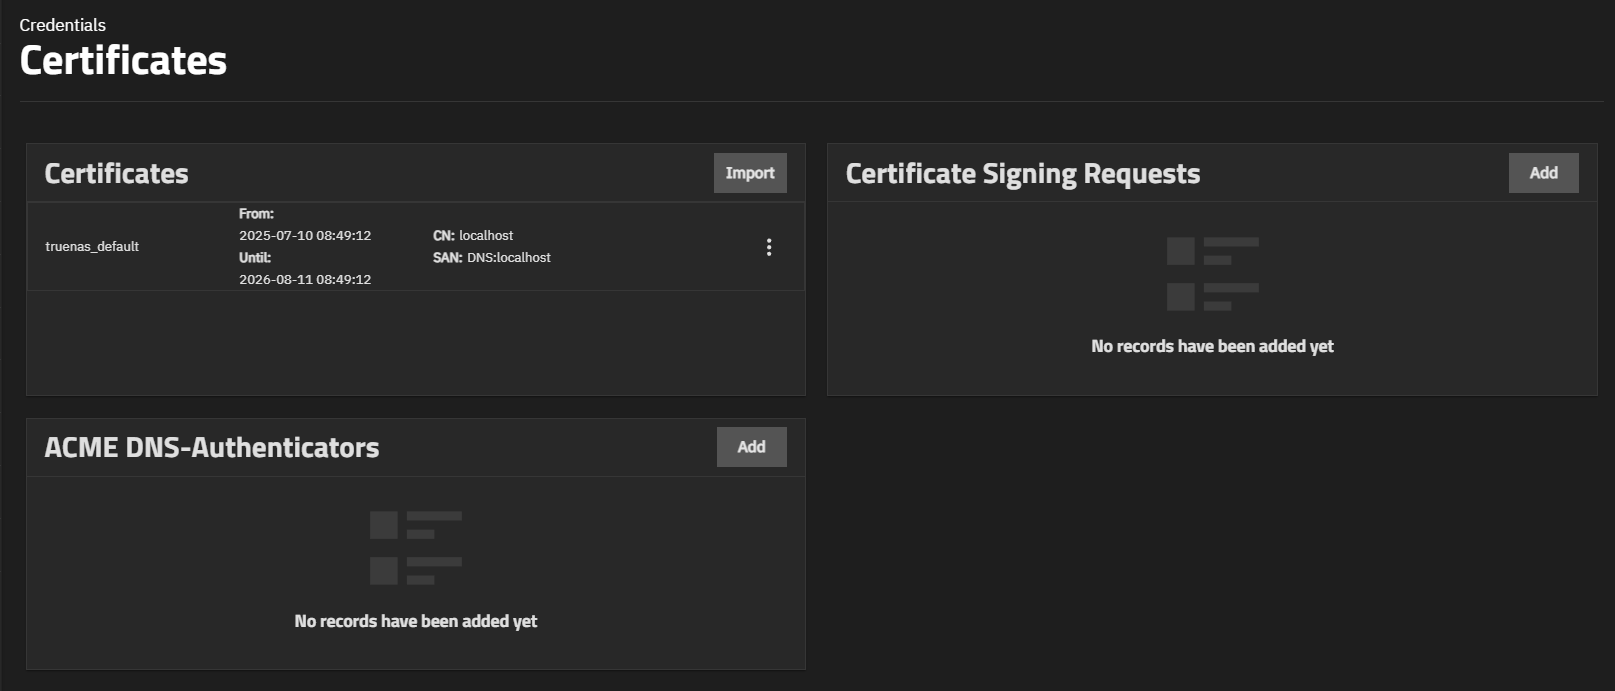 Credentials
Certificates
Certificates
Import
truenas_default
From:
2025-07-10 08:49:12
Until:
2026-08-11 08:49:12
CN: localhost
SAN: DNS:localhost
Certificate Signing Requests
Add
No records have been added yet
ACME DNS-Authenticators
Add
No records have been added yet